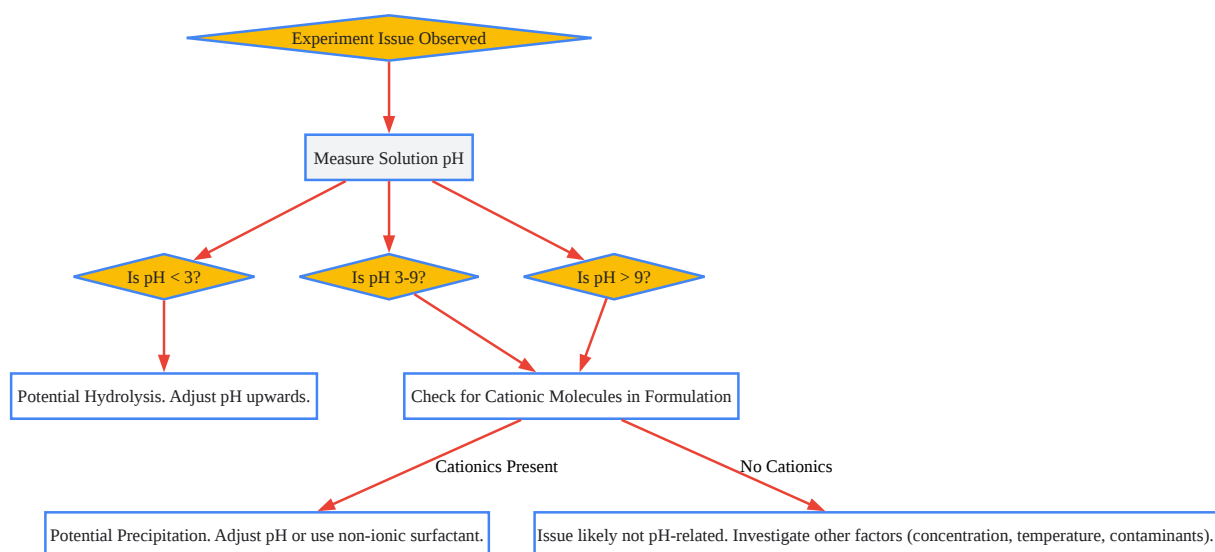 Experiment Issue Observed
Measure Solution pH
Is pH < 3?
Is pH 3-9?
Is pH > 9?
Potential Hydrolysis. Adjust pH upwards.
Check for Cationic Molecules in Formulation
Cationics Present
No Cationics
Potential Precipitation. Adjust pH or use non-ionic surfactant.
Issue likely not pH-related. Investigate other factors (concentration, temperature, contaminants).